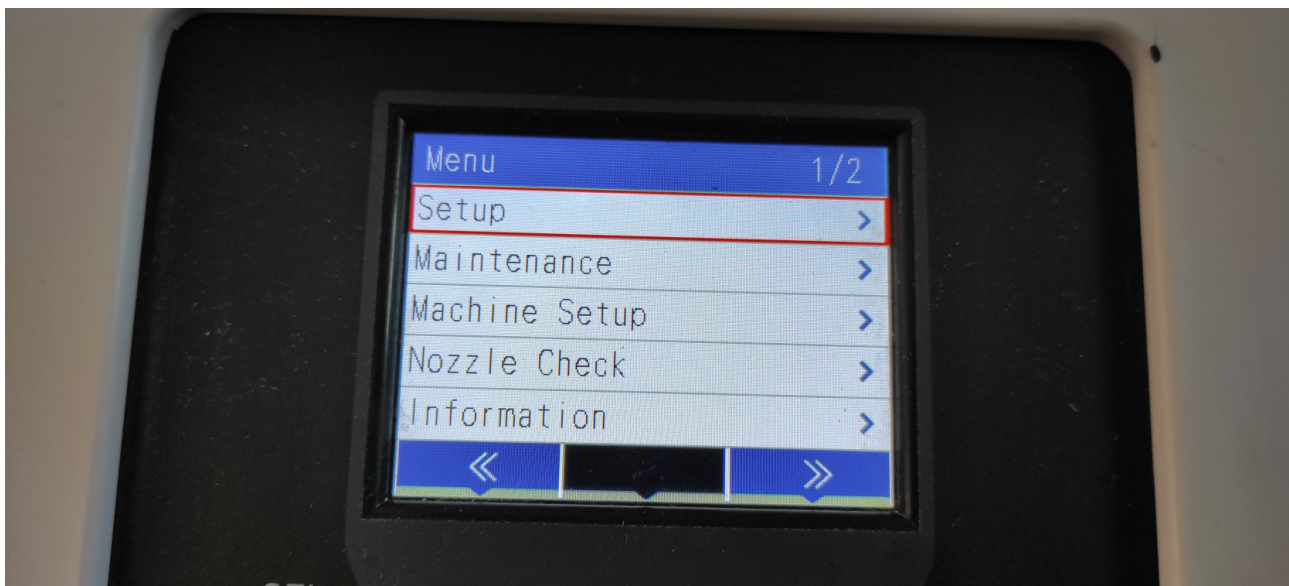 Menu 1/2
Setup
Maintenance
Machine Setup
Nozzle Check
Information